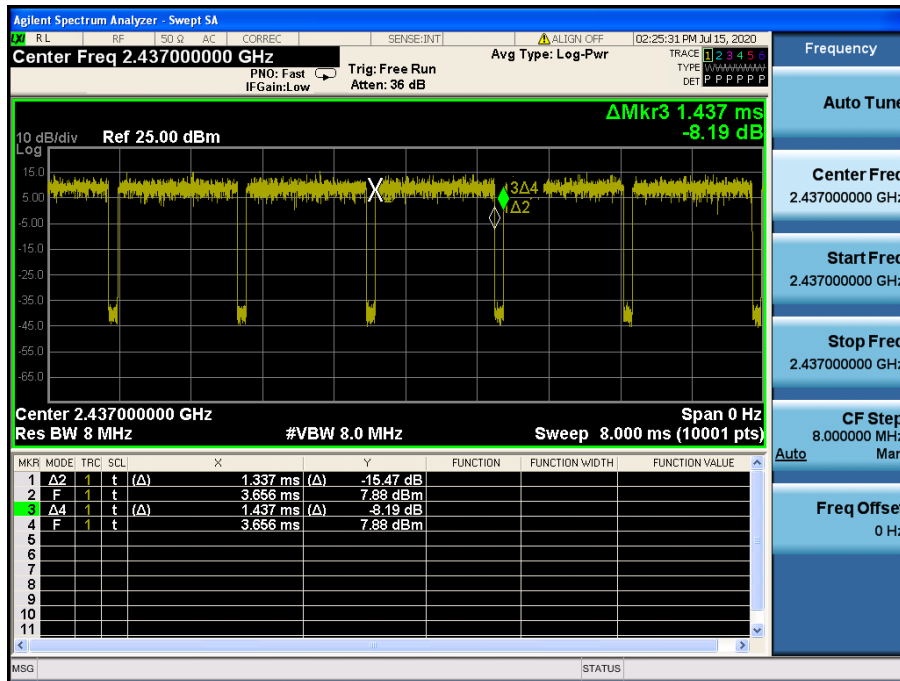 Agilent Spectrum Analyzer - Swept SA
LXI RL RF 50 Ω AC CORREC SENSE:INT ALIGN OFF 02:25:31 PM Jul 15, 2020
Center Freq 2.437000000 GHz
PNO: Fast
IFGain:Low
Trig: Free Run
Atten: 36 dB
Avg Type: Log-Pwr
TRACE 1 2 3 4 5 6
TYPE WWWWWW
DET P P P P P P
Frequency
ΔMkr3 1.437 ms
-8.19 dB
10 dB/div Ref 25.00 dBm
Log
15.0
5.00
-5.00
-15.0
-25.0
-35.0
-45.0
-55.0
-65.0
X
3Δ4
1Δ2
Center 2.437000000 GHz Span 0 Hz
Res BW 8 MHz #VBW 8.0 MHz Sweep 8.000 ms (10001 pts)
MKR MODE TRC SCL X Y FUNCTION FUNCTION WIDTH FUNCTION VALUE
1 Δ2 1 t (Δ) 1.337 ms (Δ) -15.47 dB
2 F 1 t 3.656 ms 7.88 dBm
3 Δ4 1 t (Δ) 1.437 ms (Δ) -8.19 dB
4 F 1 t 3.656 ms 7.88 dBm
5
6
7
8
9
10
11
MSG STATUS
Auto Tune
Center Freq
2.437000000 GHz
Start Freq
2.437000000 GHz
Stop Freq
2.437000000 GHz
CF Step
8.000000 MHz
Auto Man
Freq Offset
0 Hz